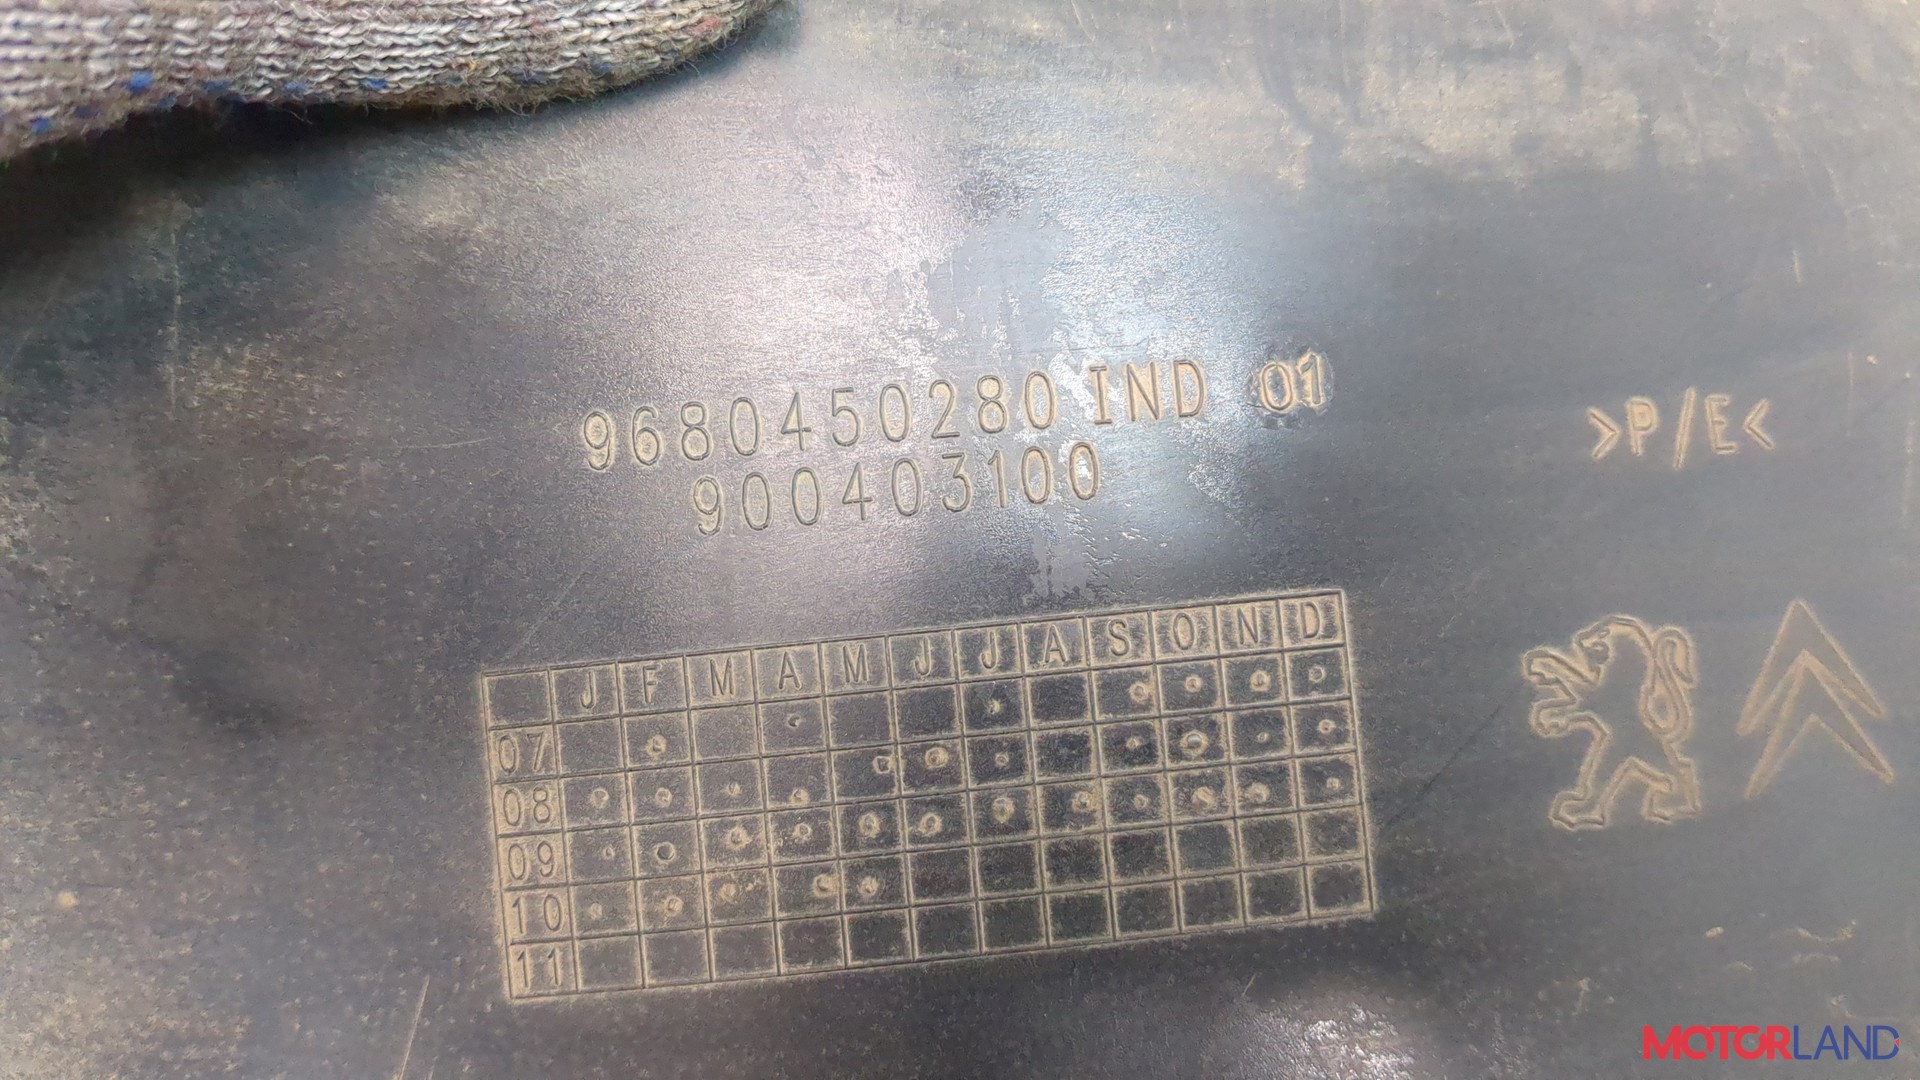 9680450280 IND 01
900403100
>P/E<
J F M A M J J A S O N D
07
08
09
10
11
MOTORLAND